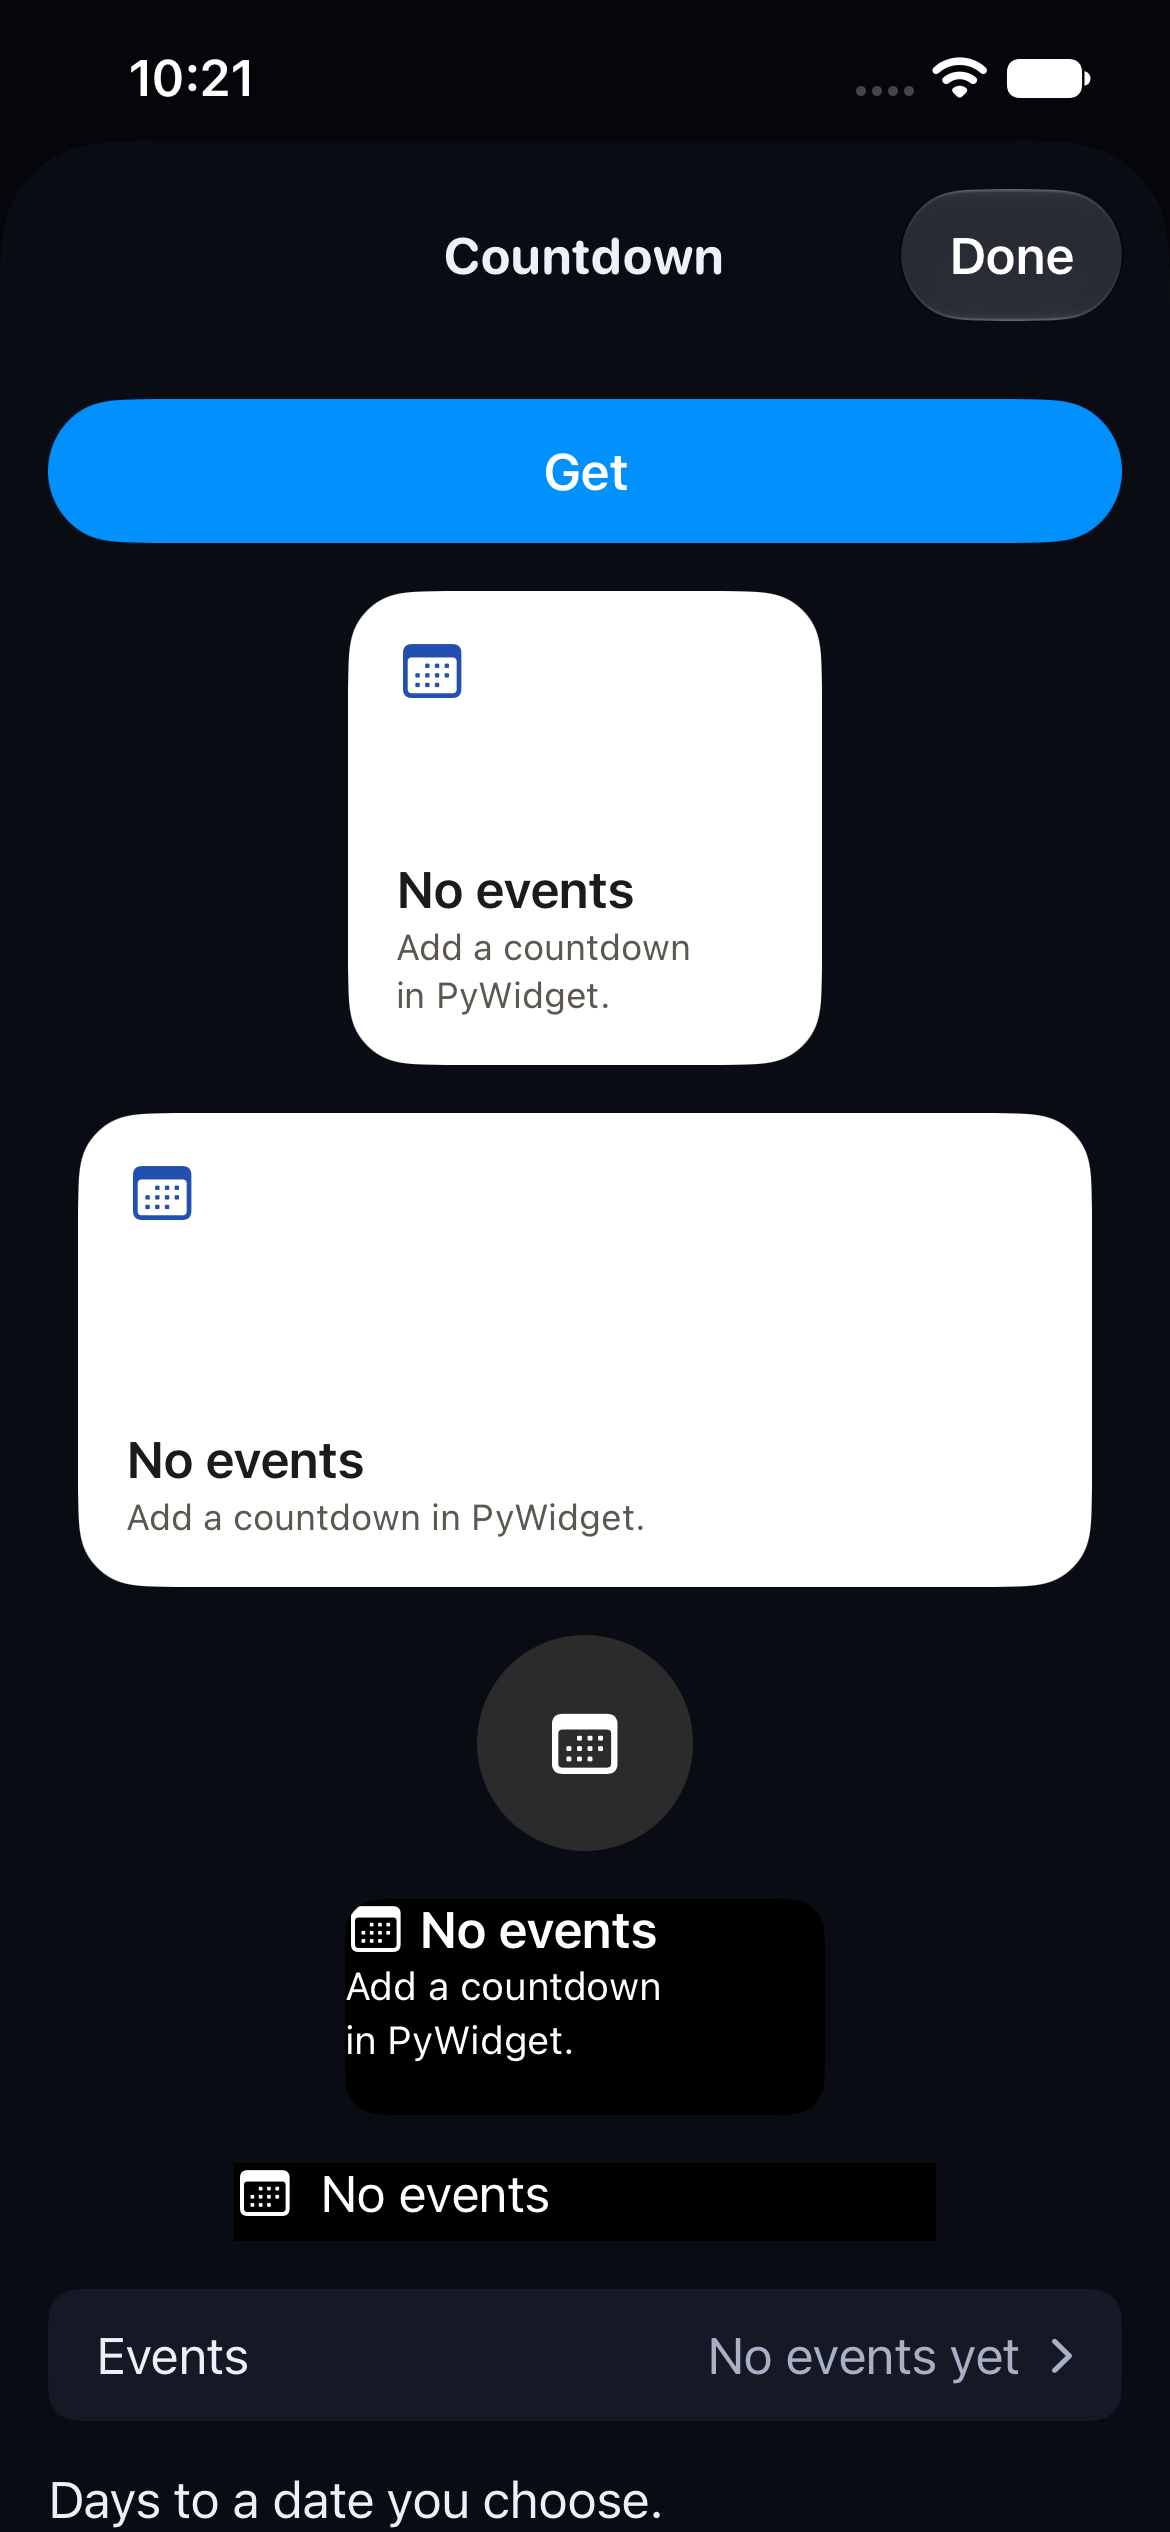 10:21
Countdown
Done
Get
No events
Add a countdown
in PyWidget.
No events
Add a countdown in PyWidget.
No events
Add a countdown
in PyWidget.
No events
Events
No events yet
Days to a date you choose.